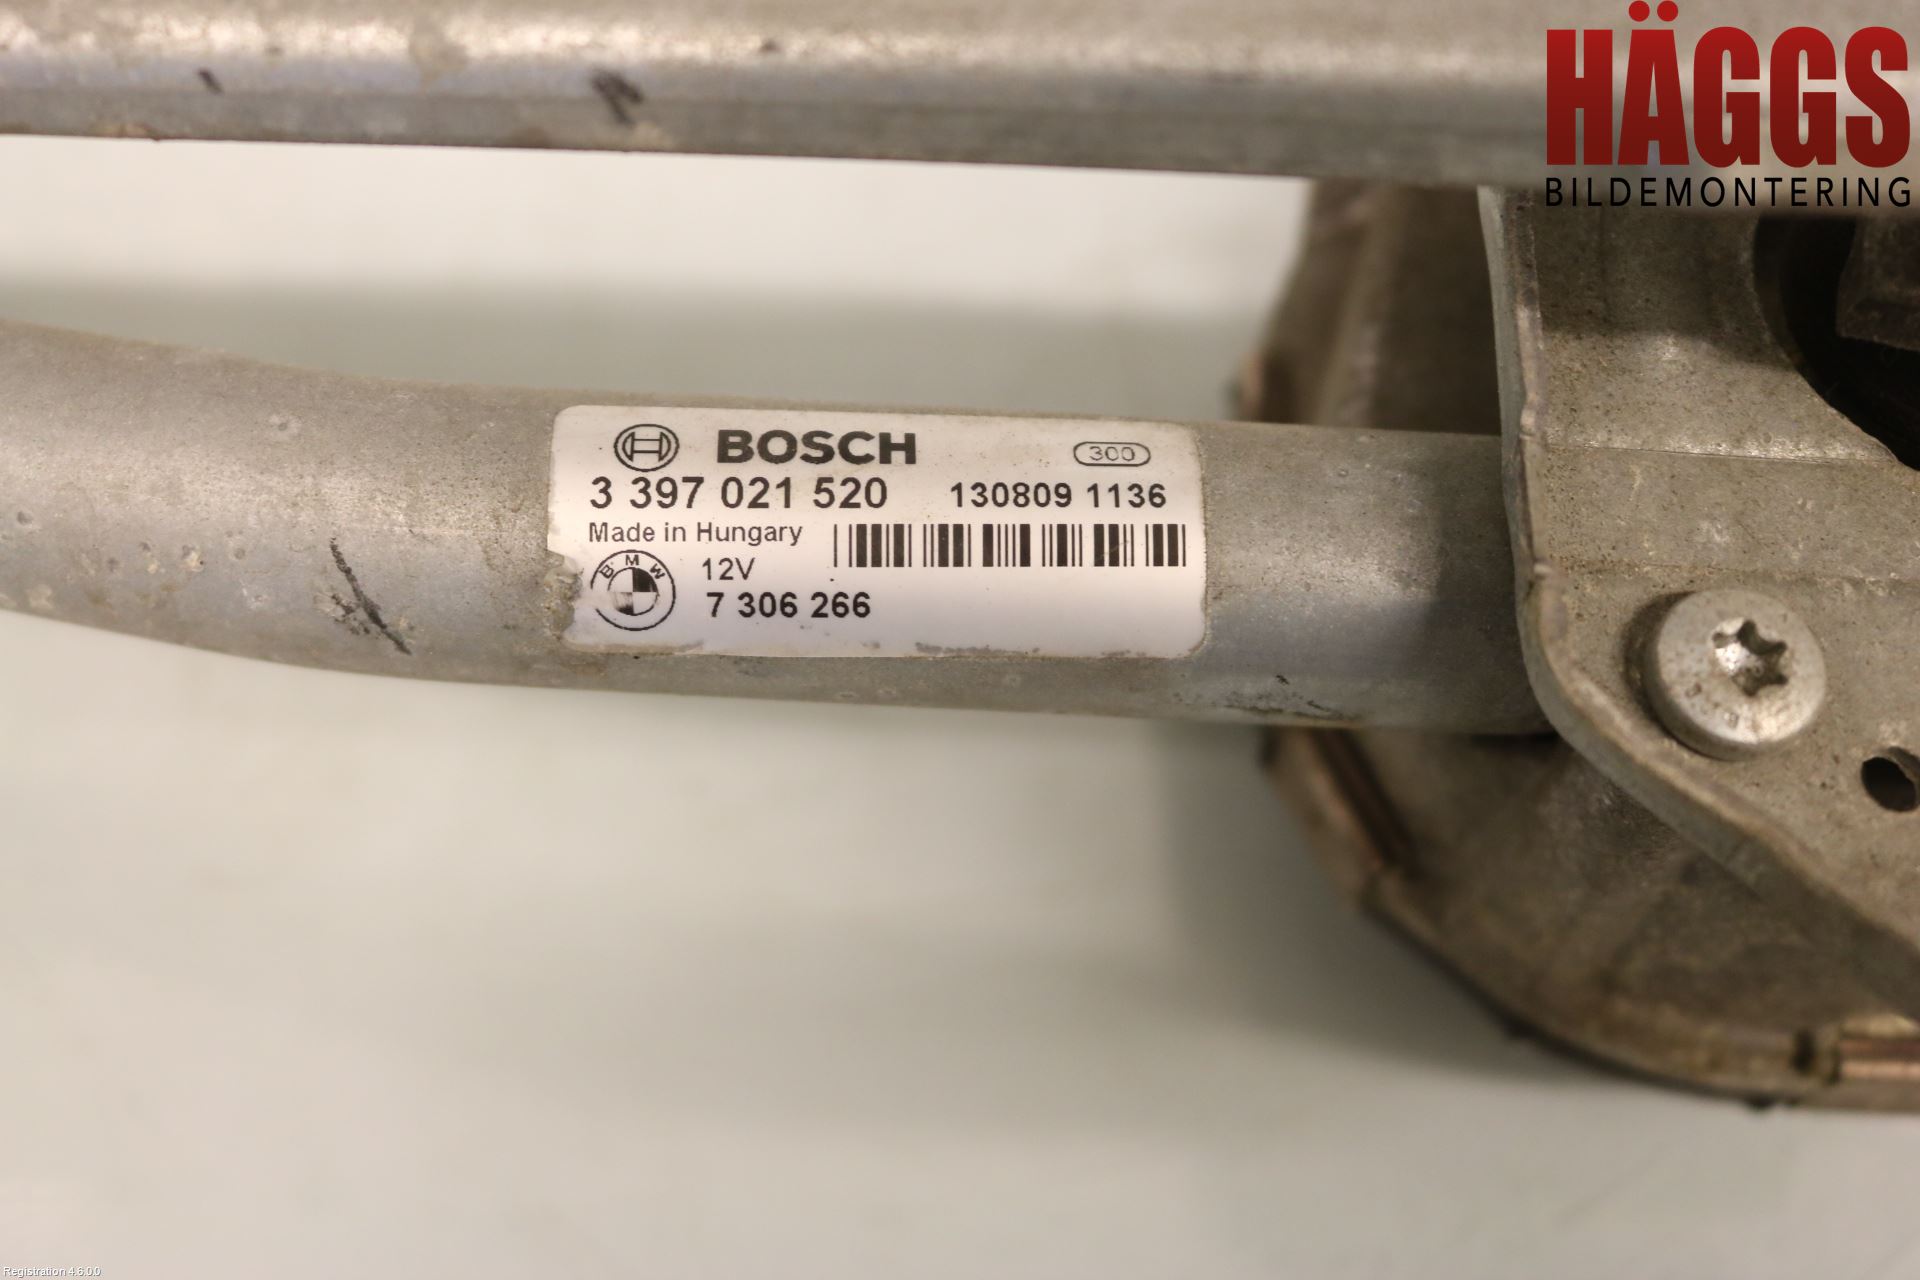 HÄGGS
BILDEMONTERING
BOSCH 300
3 397 021 520 130809 1136
Made in Hungary
BMW 12V
7 306 266
Registration 4.6.0.0